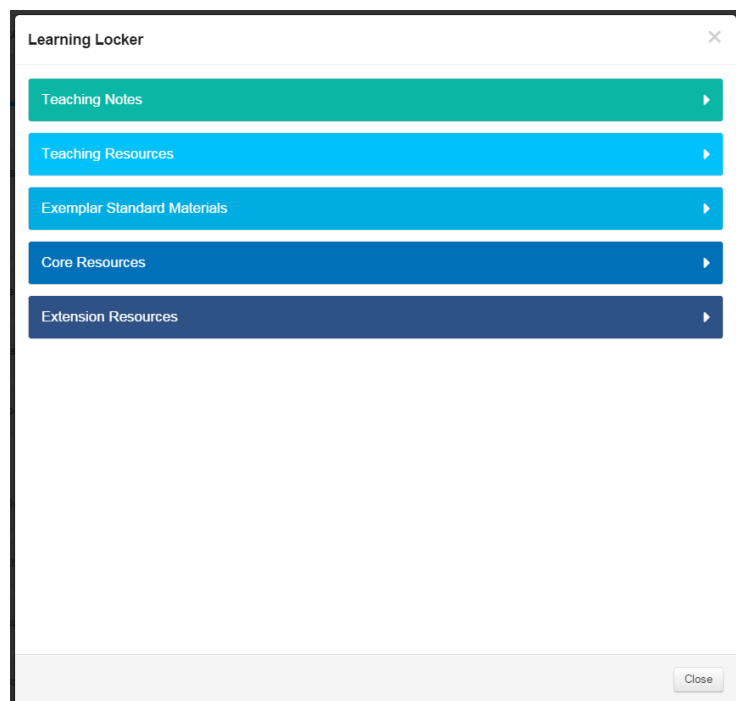 Learning Locker
Teaching Notes
Teaching Resources
Exemplar Standard Materials
Core Resources
Extension Resources
Close